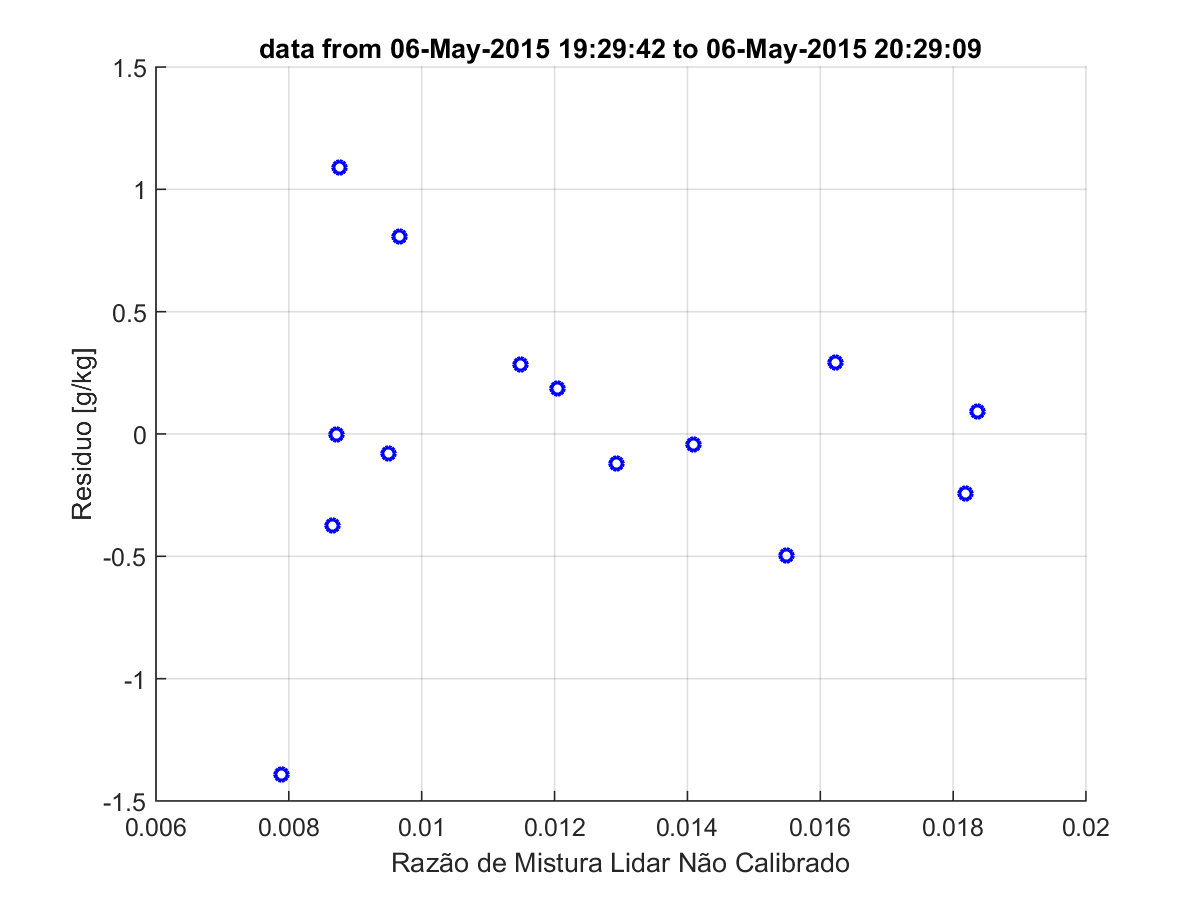 data from 06-May-2015 19:29:42 to 06-May-2015 20:29:09
1.5
1
0.5
0
-0.5
-1
-1.5
Residuo [g/kg]
0.006 0.008 0.01 0.012 0.014 0.016 0.018 0.02
Razão de Mistura Lidar Não Calibrado